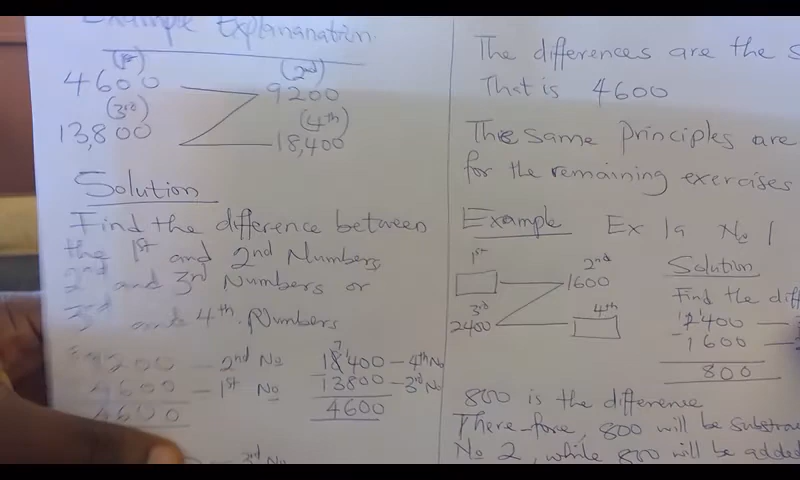 Example Explananation.
(1st)
(2nd)
4600
9200
(3rd)
(4th)
13,800
18,400
Solution
Find the difference between
the 1st and 2nd Numbers
2nd and 3rd Numbers or
3rd and 4th Numbers
9200 - 2nd No
4600 - 1st No
4600
18400 - 4th No
13800 - 3rd No
4600
3rd No
The differences are the
That is 4600
The same principles are
for the remaining exercises
Example Ex 1a No 1
1st
2nd
1600
3rd
4th
2400
Solution
Find the
2400
-1600
800
800 is the difference
There-fore, 800 will be
No 2, while 800 will be added